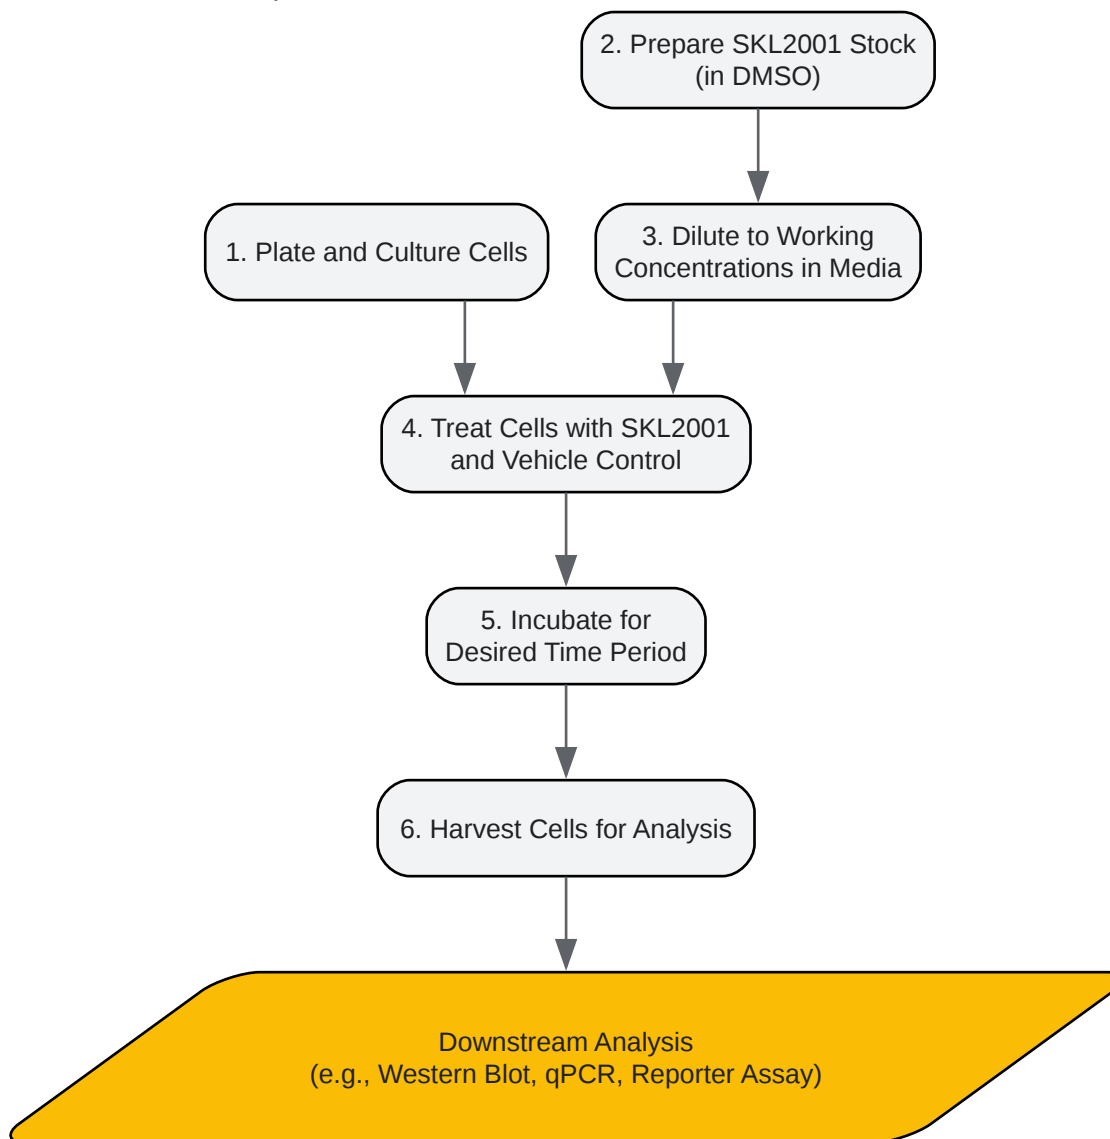 2. Prepare SKL2001 Stock
(in DMSO)
1. Plate and Culture Cells
3. Dilute to Working
Concentrations in Media
4. Treat Cells with SKL2001
and Vehicle Control
5. Incubate for
Desired Time Period
6. Harvest Cells for Analysis
Downstream Analysis
(e.g., Western Blot, qPCR, Reporter Assay)